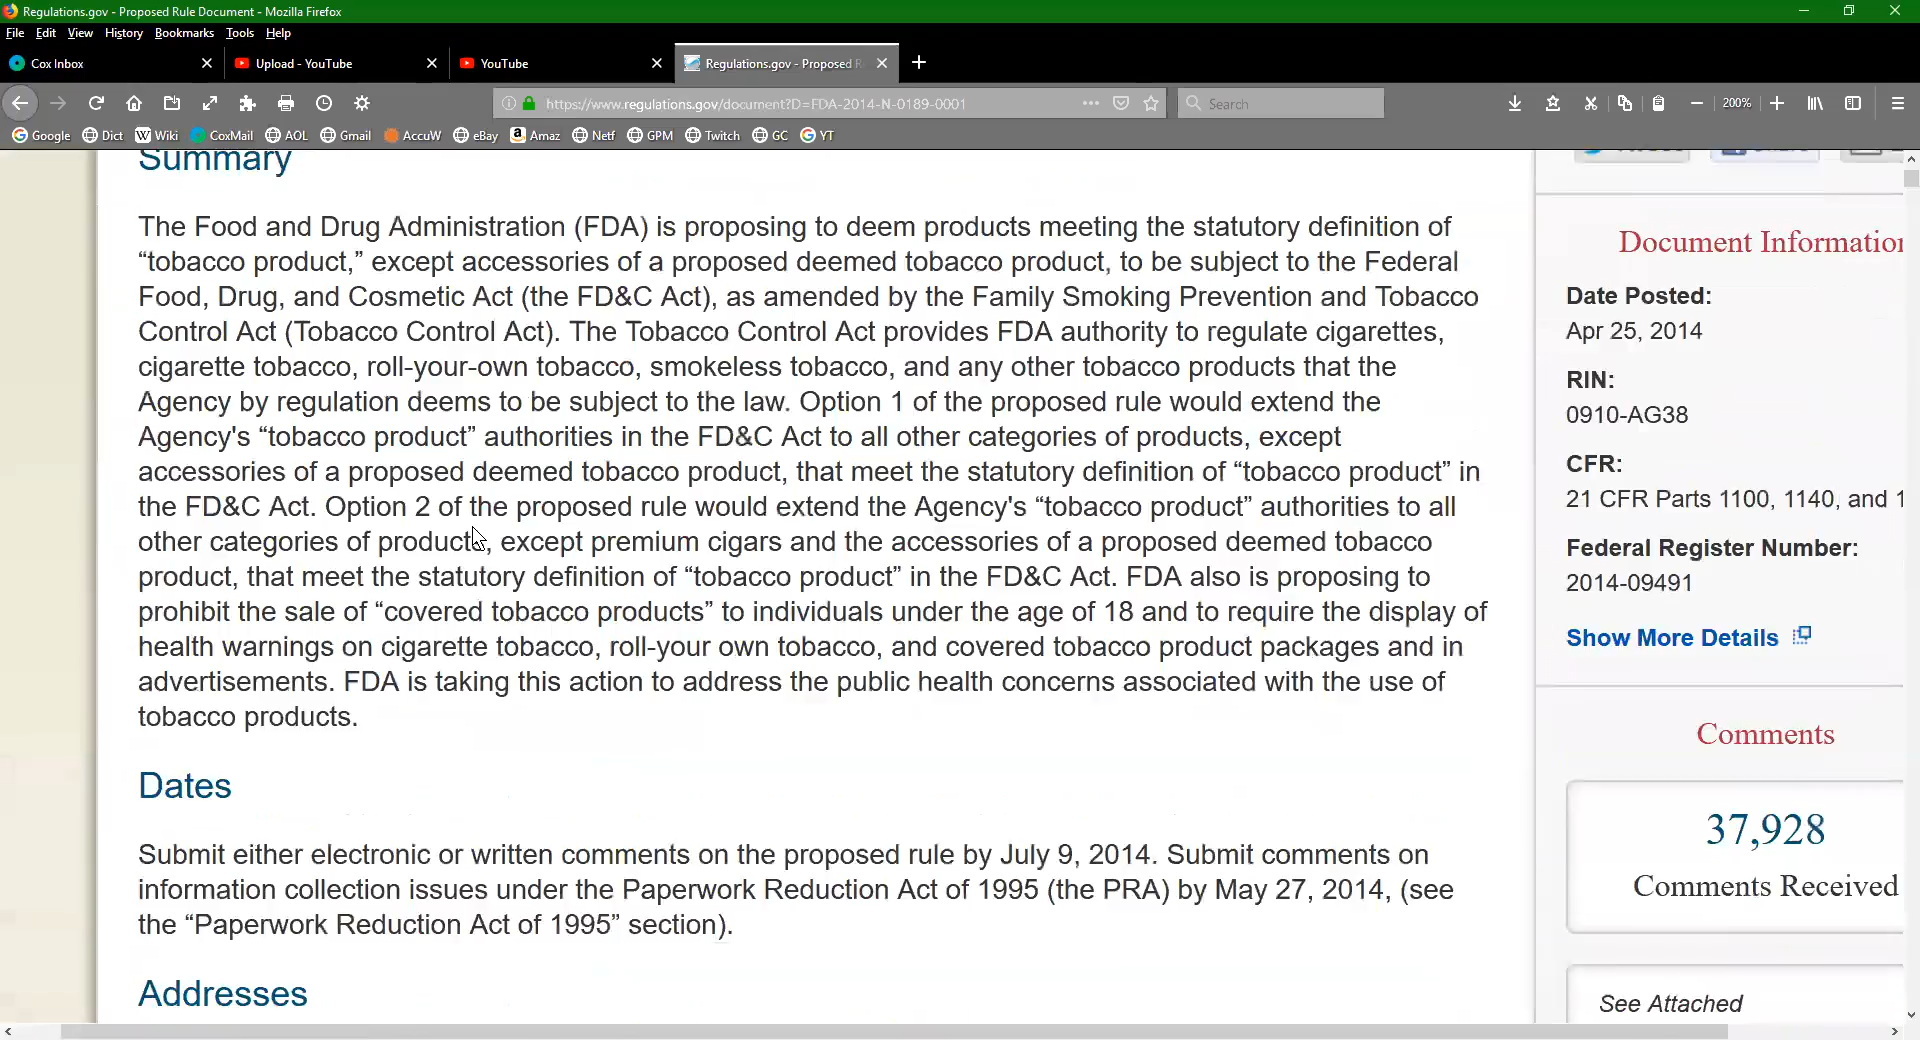 Regulations.gov - Proposed Rule Document - Mozilla Firefox
File Edit View History Bookmarks Tools Help
Cox Inbox
Upload - YouTube
YouTube
Regulations.gov - Proposed R
https://www.regulations.gov/document?D=FDA-2014-N-0189-0001
Search
200%
Google Dict Wiki CoxMail AOL Gmail AccuW eBay Amaz Netf GPM Twitch GC YT
Summary
The Food and Drug Administration (FDA) is proposing to deem products meeting the statutory definition of
“tobacco product,” except accessories of a proposed deemed tobacco product, to be subject to the Federal
Food, Drug, and Cosmetic Act (the FD&C Act), as amended by the Family Smoking Prevention and Tobacco
Control Act (Tobacco Control Act). The Tobacco Control Act provides FDA authority to regulate cigarettes,
cigarette tobacco, roll-your-own tobacco, smokeless tobacco, and any other tobacco products that the
Agency by regulation deems to be subject to the law. Option 1 of the proposed rule would extend the
Agency's “tobacco product” authorities in the FD&C Act to all other categories of products, except
accessories of a proposed deemed tobacco product, that meet the statutory definition of “tobacco product” in
the FD&C Act. Option 2 of the proposed rule would extend the Agency's “tobacco product” authorities to all
other categories of products, except premium cigars and the accessories of a proposed deemed tobacco
product, that meet the statutory definition of “tobacco product” in the FD&C Act. FDA also is proposing to
prohibit the sale of “covered tobacco products” to individuals under the age of 18 and to require the display of
health warnings on cigarette tobacco, roll-your own tobacco, and covered tobacco product packages and in
advertisements. FDA is taking this action to address the public health concerns associated with the use of
tobacco products.
Dates
Submit either electronic or written comments on the proposed rule by July 9, 2014. Submit comments on
information collection issues under the Paperwork Reduction Act of 1995 (the PRA) by May 27, 2014, (see
the “Paperwork Reduction Act of 1995” section).
Addresses
Document Information
Date Posted:
Apr 25, 2014
RIN:
0910-AG38
CFR:
21 CFR Parts 1100, 1140, and 1
Federal Register Number:
2014-09491
Show More Details
Comments
37,928
Comments Received
See Attached